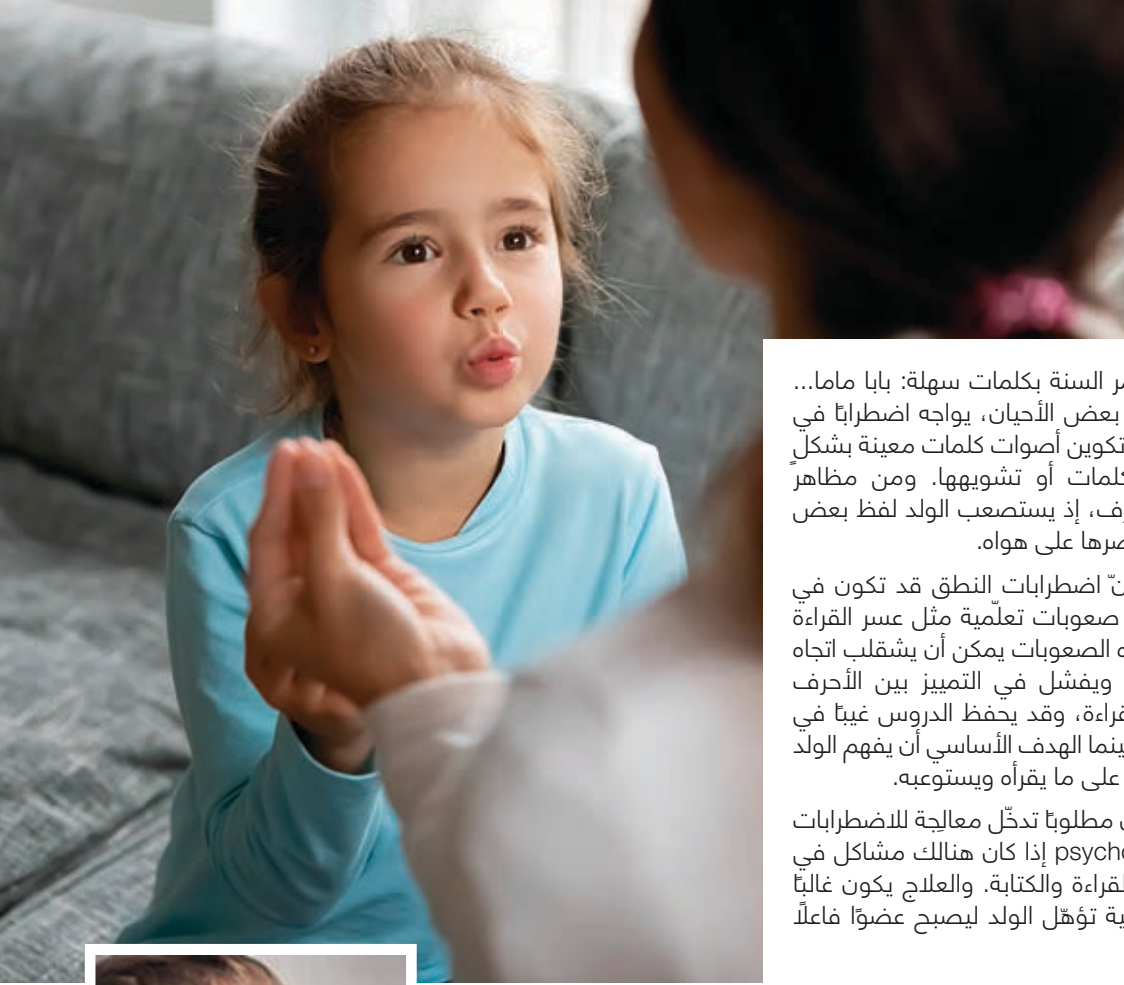 السنة بكلمات سهلة: بابا ماما...
بعض الأحيان، يواجه اضطرابًا في
تكوين أصوات كلمات معينة بشكلٍ
أو تشويهها. ومن مظاهر
إذ يستصعب الولد لفظ بعض
على هواه.
اضطرابات النطق قد تكون في
صعوبات تعلّمية مثل عسر القراءة
الصعوبات يمكن أن يشقلب اتجاه
ويفشل في التمييز بين الأحرف
وقد يحفظ الدروس غيبًا في
بينما الهدف الأساسي أن يفهم الولد
على ما يقرأه ويستوعبه.
مطلوبًا تدخّل معالِجة للاضطرابات
إذا كان هنالك مشاكل في
القراءة والكتابة. والعلاج يكون غالبًا
تؤهّل الولد ليصبح عضوًا فاعلًا